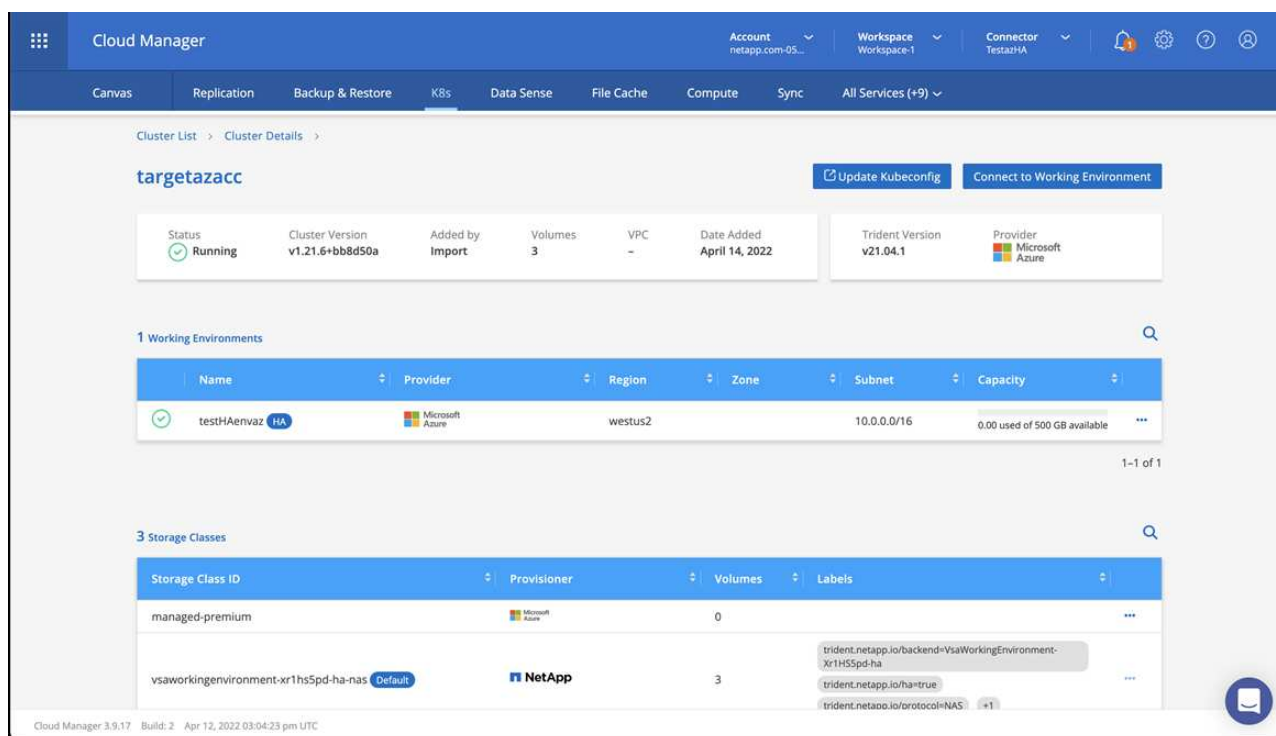 Cloud Manager
Account
netapp.com-05...
Workspace
Workspace-1
Connector
TestazHA
1
Canvas Replication Backup & Restore K8s Data Sense File Cache Compute Sync All Services (+9)
Cluster List > Cluster Details >
targetazacc
Update Kubeconfig
Connect to Working Environment
Status Cluster Version Added by Volumes VPC Date Added Trident Version Provider
Running v1.21.6+bb8d50a Import 3 – April 14, 2022 v21.04.1 Microsoft Azure
1 Working Environments
Name Provider Region Zone Subnet Capacity
testHAenvaz HA Microsoft Azure westus2 10.0.0.0/16 0.00 used of 500 GB available
1–1 of 1
3 Storage Classes
Storage Class ID Provisioner Volumes Labels
managed-premium Microsoft Azure 0
trident.netapp.io/backend=VsaWorkingEnvironment-
Xr1HS5pd-ha
vsaworkingenvironment-xr1hs5pd-ha-nas Default NetApp 3 trident.netapp.io/ha=true
trident.netapp.io/protocol=NAS +1
Cloud Manager 3.9.17 Build: 2 Apr 12, 2022 03:04:23 pm UTC